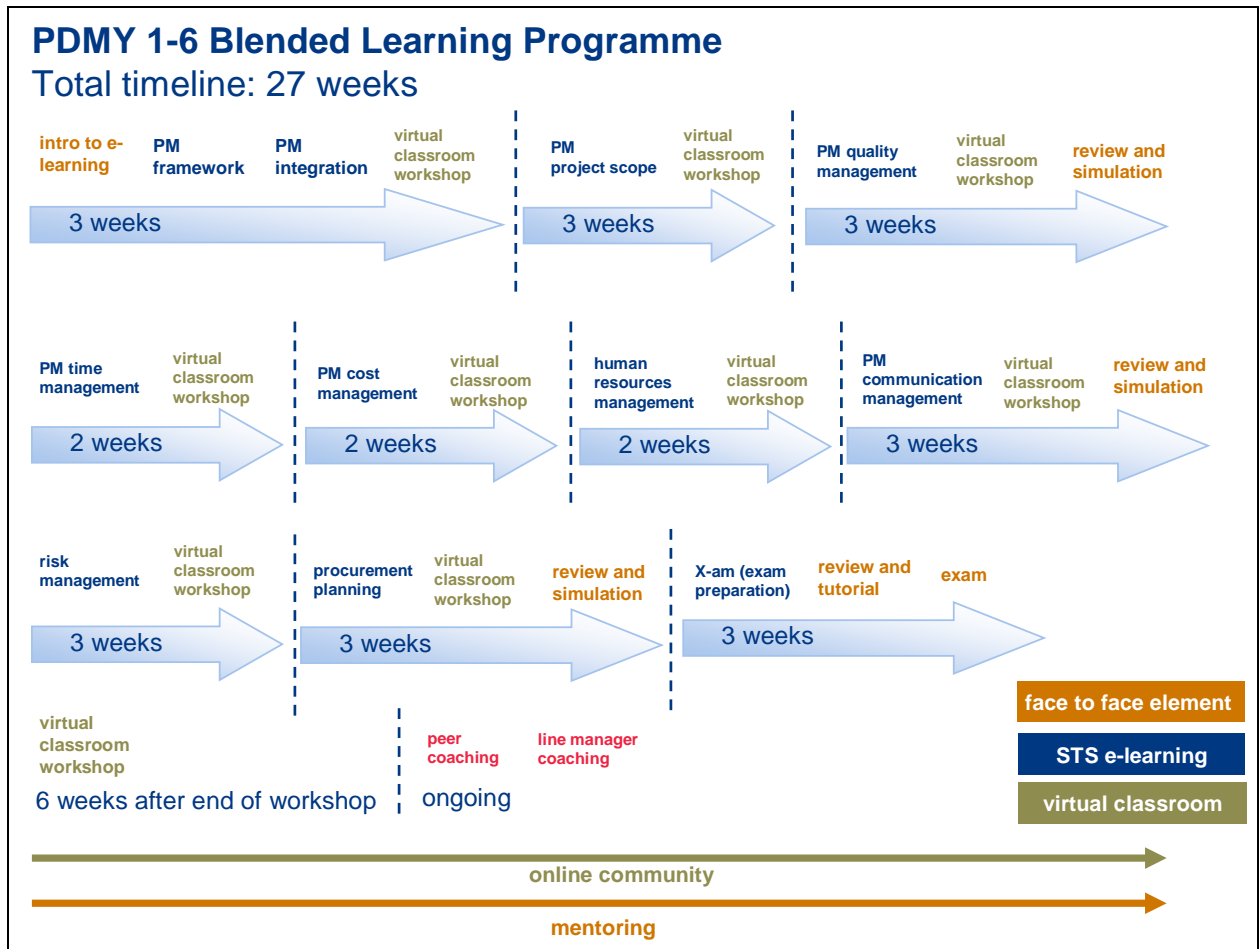 PDMY 1-6 Blended Learning Programme
Total timeline: 27 weeks
intro to e-
learning
PM
framework
PM
integration
virtual
classroom
workshop
3 weeks
PM
project scope
virtual
classroom
workshop
3 weeks
PM quality
management
virtual
classroom
workshop
review and
simulation
3 weeks
PM time
management
virtual
classroom
workshop
2 weeks
PM cost
management
virtual
classroom
workshop
2 weeks
human
resources
management
virtual
classroom
workshop
2 weeks
PM
communication
management
virtual
classroom
workshop
review and
simulation
3 weeks
risk
management
virtual
classroom
workshop
3 weeks
procurement
planning
virtual
classroom
workshop
review and
simulation
3 weeks
X-am (exam
preparation)
review and
tutorial
exam
3 weeks
virtual
classroom
workshop
6 weeks after end of workshop
peer
coaching
line manager
coaching
ongoing
face to face element
STS e-learning
virtual classroom
online community
mentoring